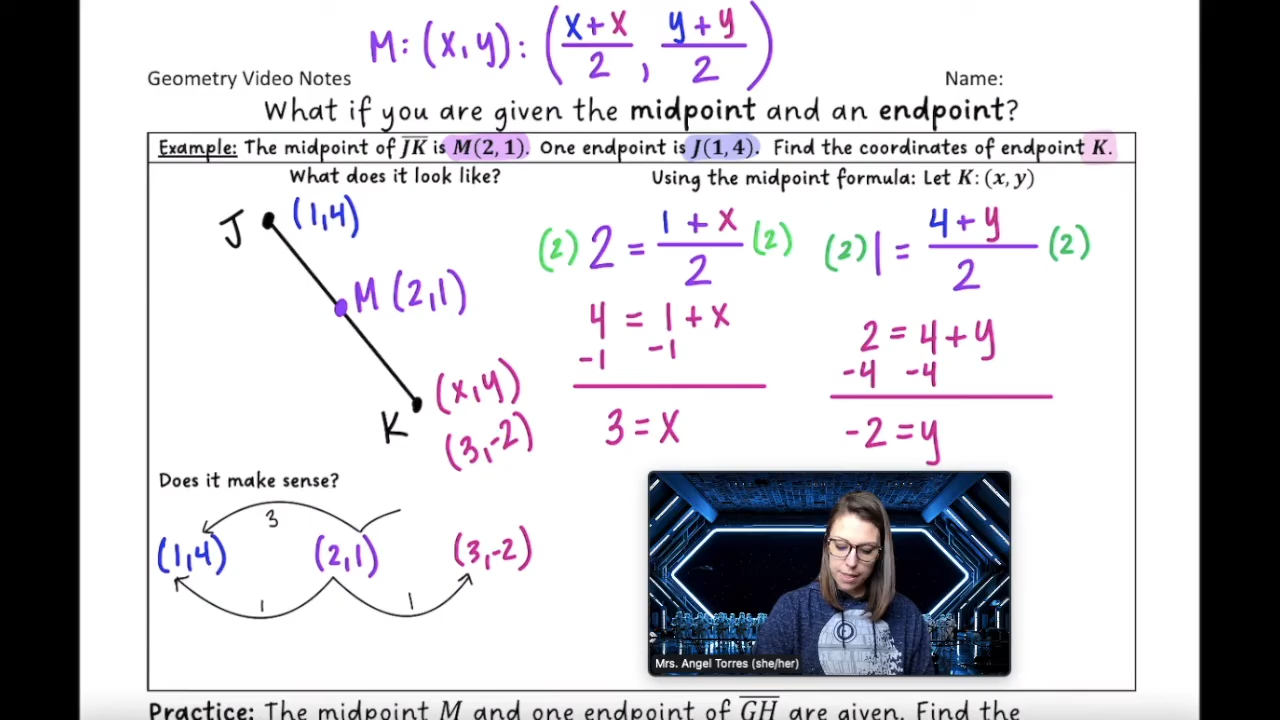 M: (x,y): (x+x/2, y+y/2)
Geometry Video Notes Name:
What if you are given the midpoint and an endpoint?
Example: The midpoint of J͞K͞ is M(2,1). One endpoint is J(1,4). Find the coordinates of endpoint K.
What does it look like?
J (1,4)
M (2,1)
(x,y)
K
(3,-2)
Using the midpoint formula: Let K: (x, y)
(2) 2 = 1 + x/2 (2)
4 = 1 + x
-1 -1
3 = x
(2) 1 = 4 + y/2 (2)
2 = 4 + y
-4 -4
-2 = y
Does it make sense?
3
(1,4) (2,1) (3,-2)
1 1
Mrs. Angel Torres (she/her)
Practice: The midpoint M and one endpoint of G͞H͞ are given. Find the